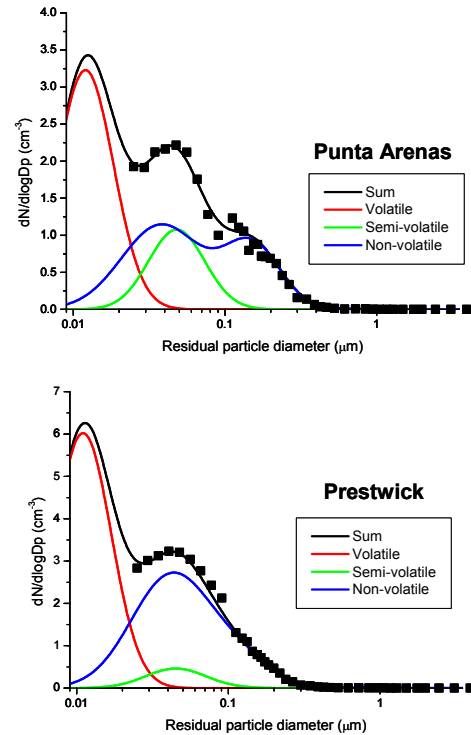 4.0
3.5
3.0
2.5
2.0
1.5
1.0
0.5
0.0
dN/dlogDp (cm⁻³)
Punta Arenas
Sum
Volatile
Semi-volatile
Non-volatile
0.01 0.1 1
Residual particle diameter (μm)
7
6
5
4
3
2
1
0
dN/dlogDp (cm⁻³)
Prestwick
Sum
Volatile
Semi-volatile
Non-volatile
0.01 0.1 1
Residual particle diameter (μm)